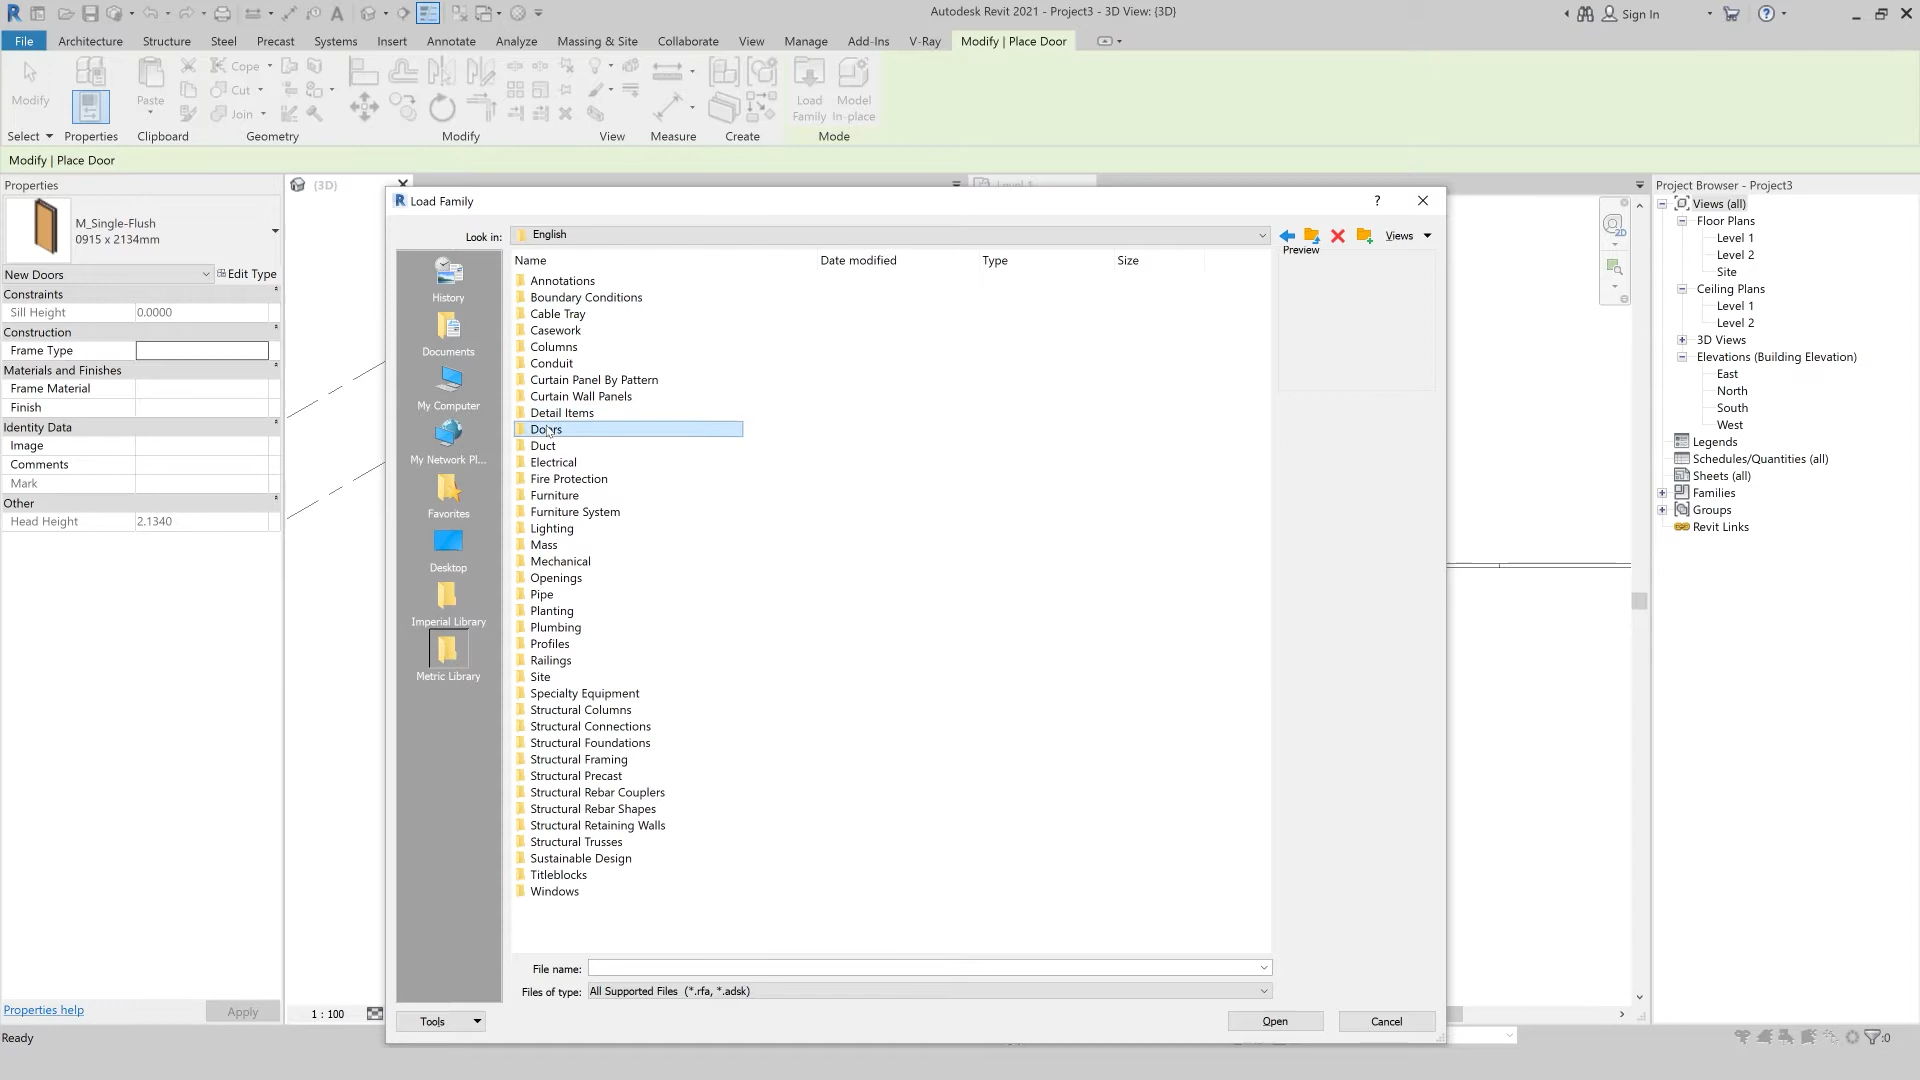 Autodesk Revit 2021 - Project3 - 3D View: {3D}
Sign In
File Architecture Structure Steel Precast Systems Insert Annotate Analyze Massing & Site Collaborate View Manage Add-Ins V-Ray Modify | Place Door
Modify
Paste
Cope
Cut
Join
Load Family
Model In-place
Select Properties Clipboard Geometry Modify View Measure Create Mode
Modify | Place Door
Properties
M_Single-Flush
0915 x 2134mm
New Doors
Edit Type
Constraints
Sill Height 0.0000
Construction
Frame Type
Materials and Finishes
Frame Material
Finish
Identity Data
Image
Comments
Mark
Other
Head Height 2.1340
Properties help
Apply
Ready
{3D}
Level 1
1 : 100
Load Family
Look in: English
Views
Preview
History
Documents
My Computer
My Network Pl...
Favorites
Desktop
Imperial Library
Metric Library
Name Date modified Type Size
Annotations
Boundary Conditions
Cable Tray
Casework
Columns
Conduit
Curtain Panel By Pattern
Curtain Wall Panels
Detail Items
Doors
Duct
Electrical
Fire Protection
Furniture
Furniture System
Lighting
Mass
Mechanical
Openings
Pipe
Planting
Plumbing
Profiles
Railings
Site
Specialty Equipment
Structural Columns
Structural Connections
Structural Foundations
Structural Framing
Structural Precast
Structural Rebar Couplers
Structural Rebar Shapes
Structural Retaining Walls
Structural Trusses
Sustainable Design
Titleblocks
Windows
File name:
Files of type: All Supported Files (*.rfa, *.adsk)
Tools
Open
Cancel
2D
Project Browser - Project3
Views (all)
Floor Plans
Level 1
Level 2
Site
Ceiling Plans
Level 1
Level 2
3D Views
Elevations (Building Elevation)
East
North
South
West
Legends
Schedules/Quantities (all)
Sheets (all)
Families
Groups
Revit Links
:0